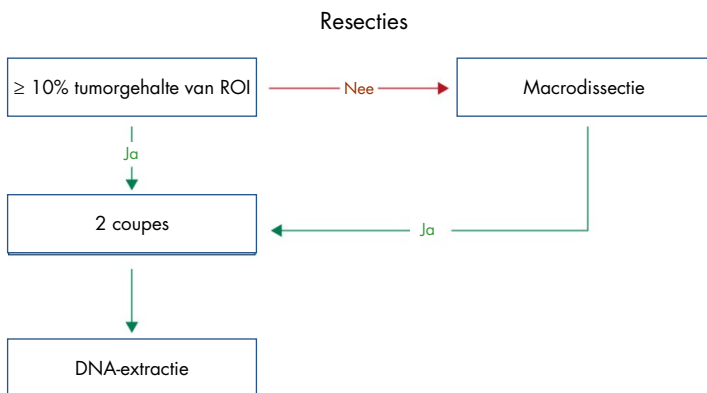 Resecties
≥ 10% tumorgehalte van ROI
Nee
Macrodissectie
Ja
2 coupes
Ja
DNA-extractie